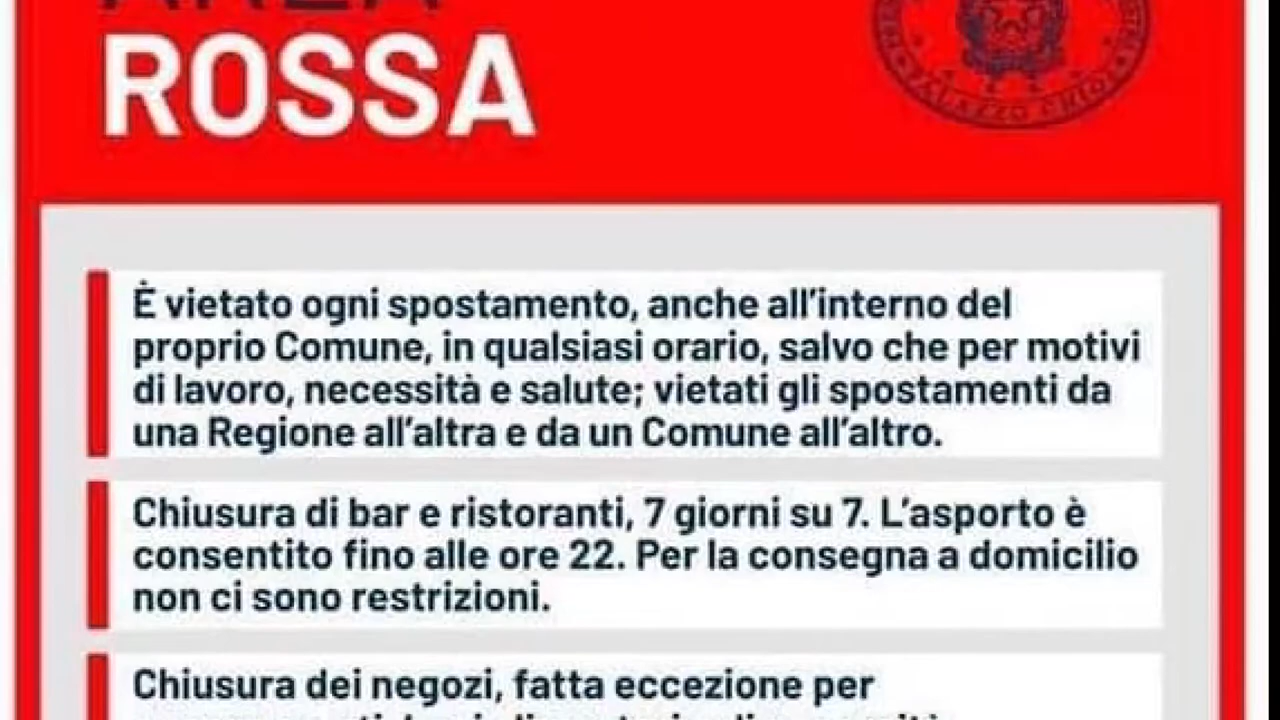 AREA
ROSSA
PALAZZO CHIGI
È vietato ogni spostamento, anche all'interno del
proprio Comune, in qualsiasi orario, salvo che per motivi
di lavoro, necessità e salute; vietati gli spostamenti da
una Regione all'altra e da un Comune all'altro.
Chiusura di bar e ristoranti, 7 giorni su 7. L'asporto è
consentito fino alle ore 22. Per la consegna a domicilio
non ci sono restrizioni.
Chiusura dei negozi, fatta eccezione per